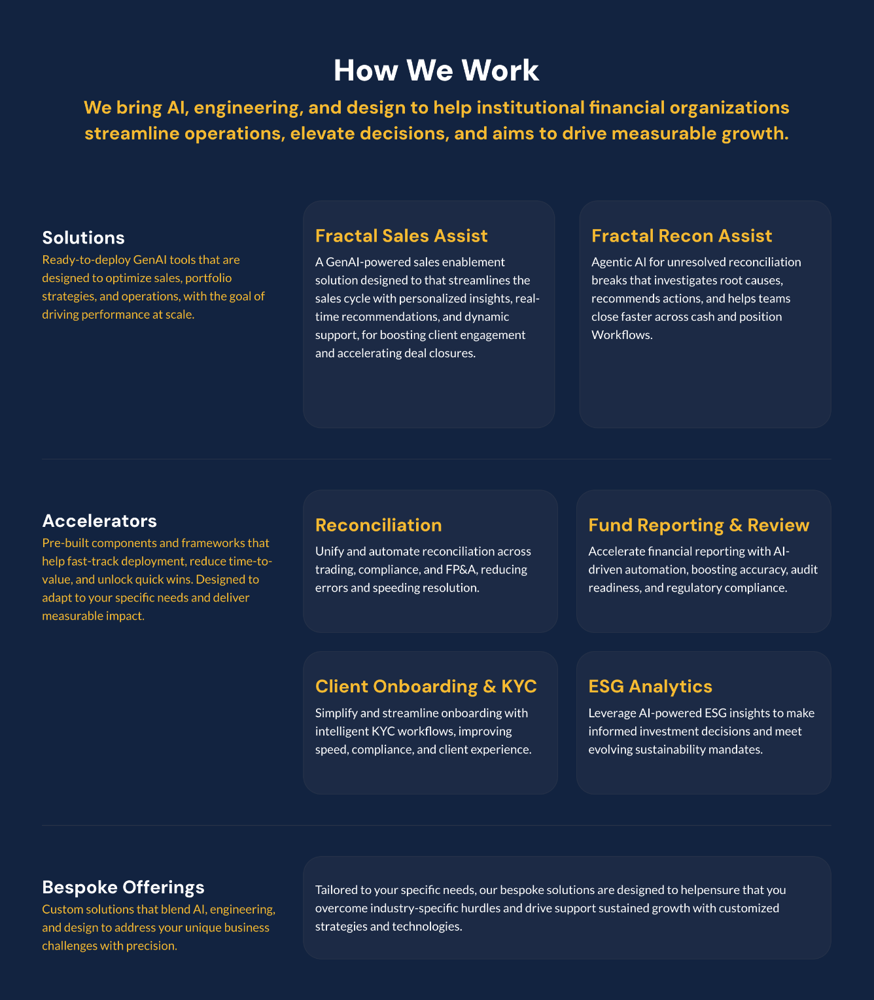 How We Work
We bring AI, engineering, and design to help institutional financial organizations
streamline operations, elevate decisions, and aims to drive measurable growth.
Solutions
Ready-to-deploy GenAI tools that are
designed to optimize sales, portfolio
strategies, and operations, with the goal of
driving performance at scale.
Fractal Sales Assist
A GenAI-powered sales enablement
solution designed to that streamlines the
sales cycle with personalized insights, real-
time recommendations, and dynamic
support, for boosting client engagement
and accelerating deal closures.
Fractal Recon Assist
Agentic AI for unresolved reconciliation
breaks that investigates root causes,
recommends actions, and helps teams
close faster across cash and position
Workflows.
Accelerators
Pre-built components and frameworks that
help fast-track deployment, reduce time-to-
value, and unlock quick wins. Designed to
adapt to your specific needs and deliver
measurable impact.
Reconciliation
Unify and automate reconciliation across
trading, compliance, and FP&A, reducing
errors and speeding resolution.
Fund Reporting & Review
Accelerate financial reporting with AI-
driven automation, boosting accuracy, audit
readiness, and regulatory compliance.
Client Onboarding & KYC
Simplify and streamline onboarding with
intelligent KYC workflows, improving
speed, compliance, and client experience.
ESG Analytics
Leverage AI-powered ESG insights to make
informed investment decisions and meet
evolving sustainability mandates.
Bespoke Offerings
Custom solutions that blend AI, engineering,
and design to address your unique business
challenges with precision.
Tailored to your specific needs, our bespoke solutions are designed to helpensure that you
overcome industry-specific hurdles and drive support sustained growth with customized
strategies and technologies.